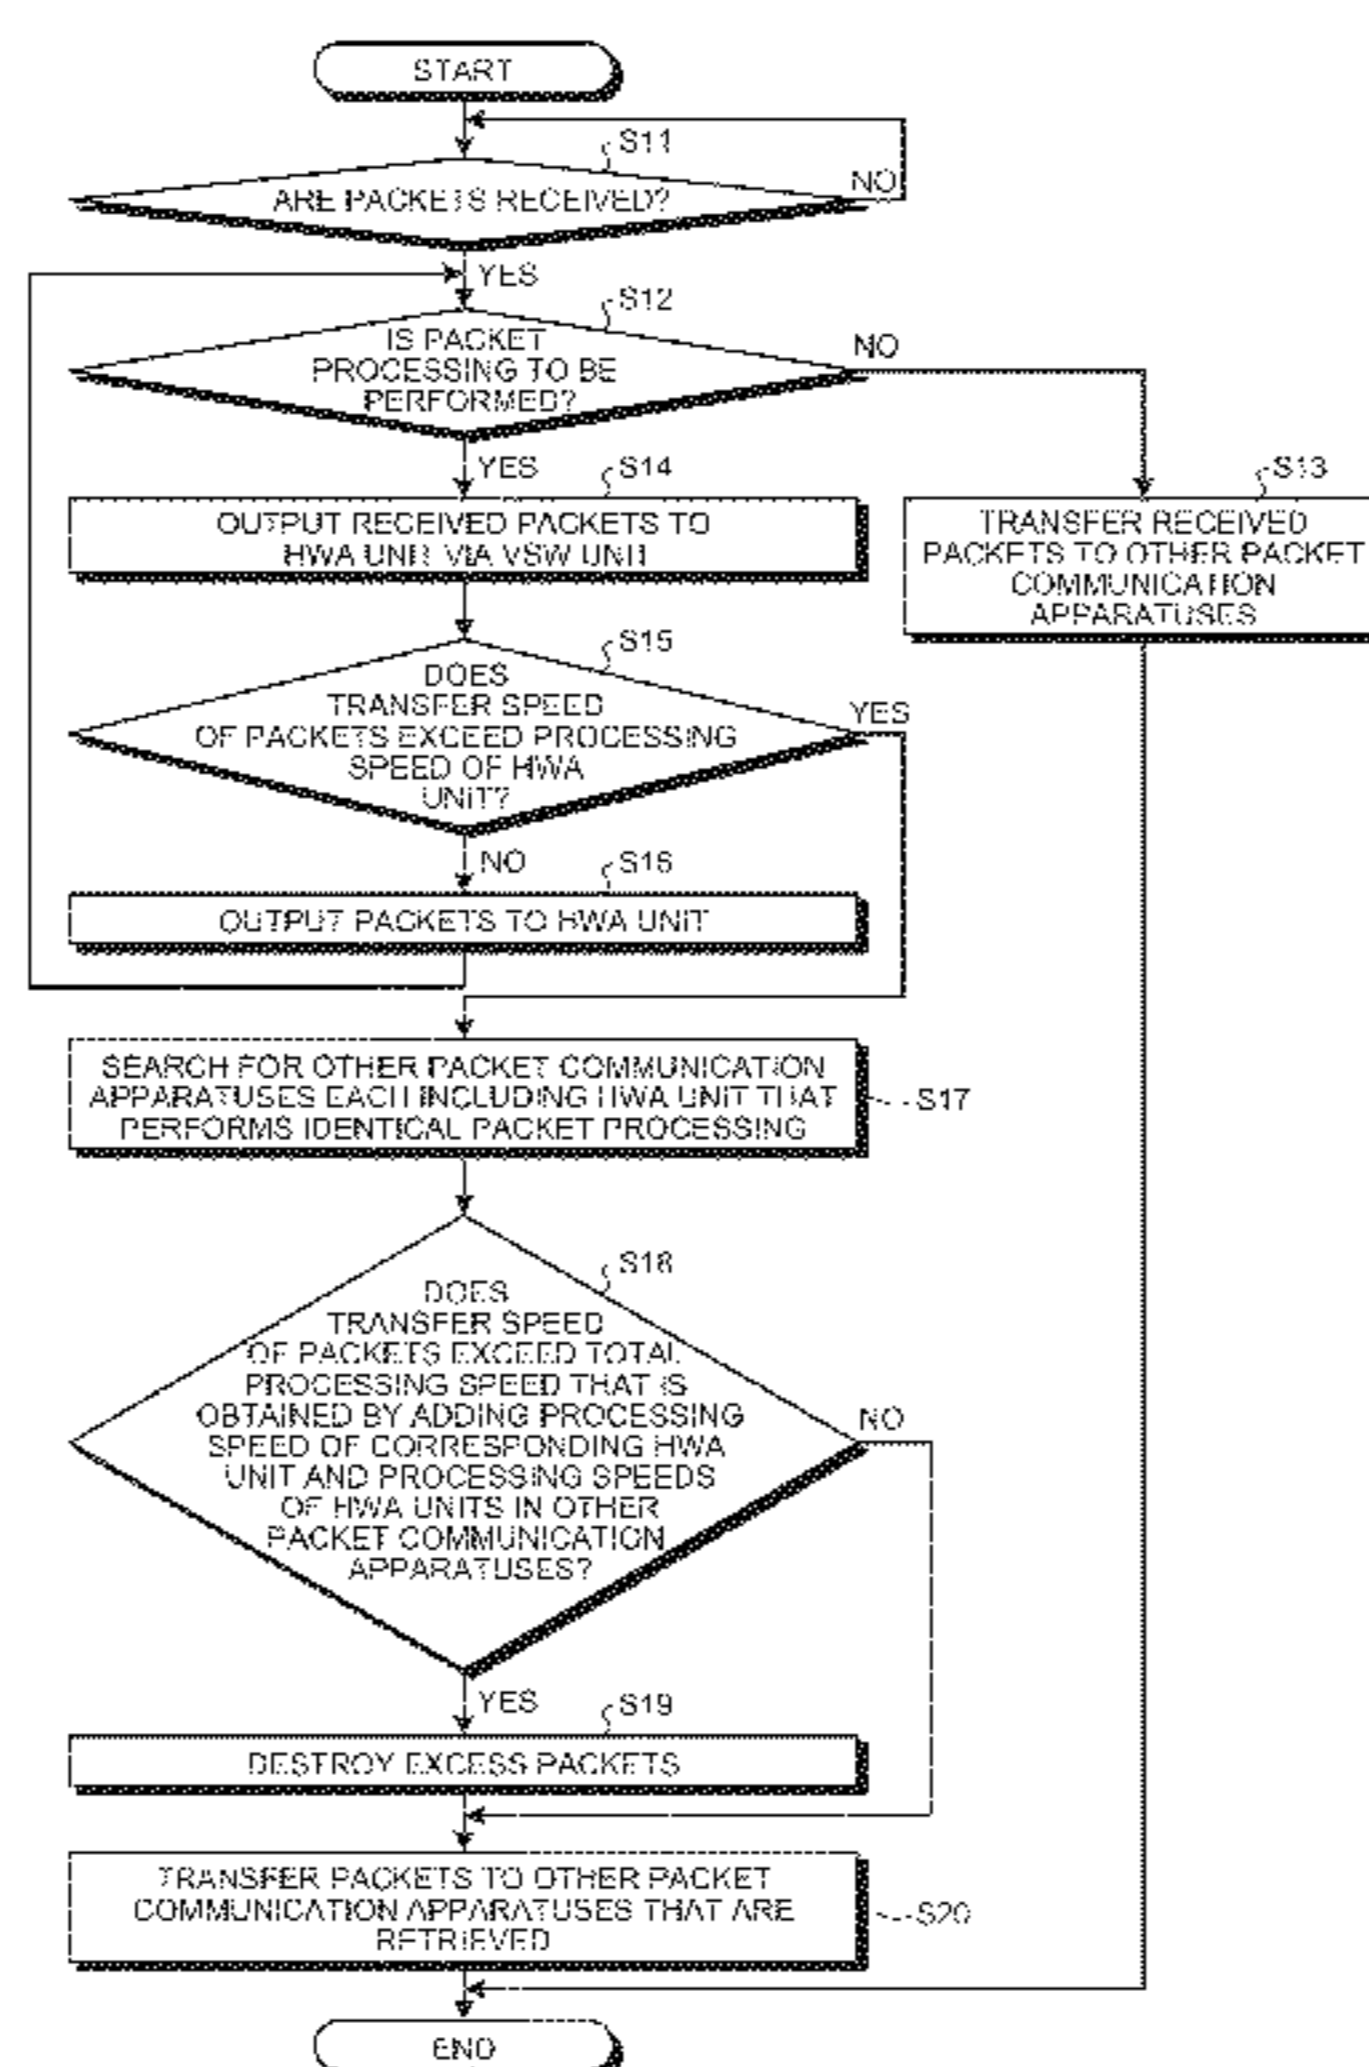 START
S11
ARE PACKETS RECEIVED?
NO
YES
S12
IS PACKET
PROCESSING TO BE
PERFORMED?
NO
YES
S14
OUTPUT RECEIVED PACKETS TO
HWA UNIT VIA VSW UNIT
S13
TRANSFER RECEIVED
PACKETS TO OTHER PACKET
COMMUNICATION
APPARATUSES
S15
DOES
TRANSFER SPEED
OF PACKETS EXCEED PROCESSING
SPEED OF HWA
UNIT?
YES
NO
S16
OUTPUT PACKETS TO HWA UNIT
SEARCH FOR OTHER PACKET COMMUNICATION
APPARATUSES EACH INCLUDING HWA UNIT THAT
PERFORMS IDENTICAL PACKET PROCESSING
S17
S18
DOES
TRANSFER SPEED
OF PACKETS EXCEED TOTAL
PROCESSING SPEED THAT IS
OBTAINED BY ADDING PROCESSING
SPEED OF CORRESPONDING HWA
UNIT AND PROCESSING SPEEDS
OF HWA UNITS IN OTHER
PACKET COMMUNICATION
APPARATUSES?
NO
YES
S19
DESTROY EXCESS PACKETS
TRANSFER PACKETS TO OTHER PACKET
COMMUNICATION APPARATUSES THAT ARE
RETRIEVED
S20
END